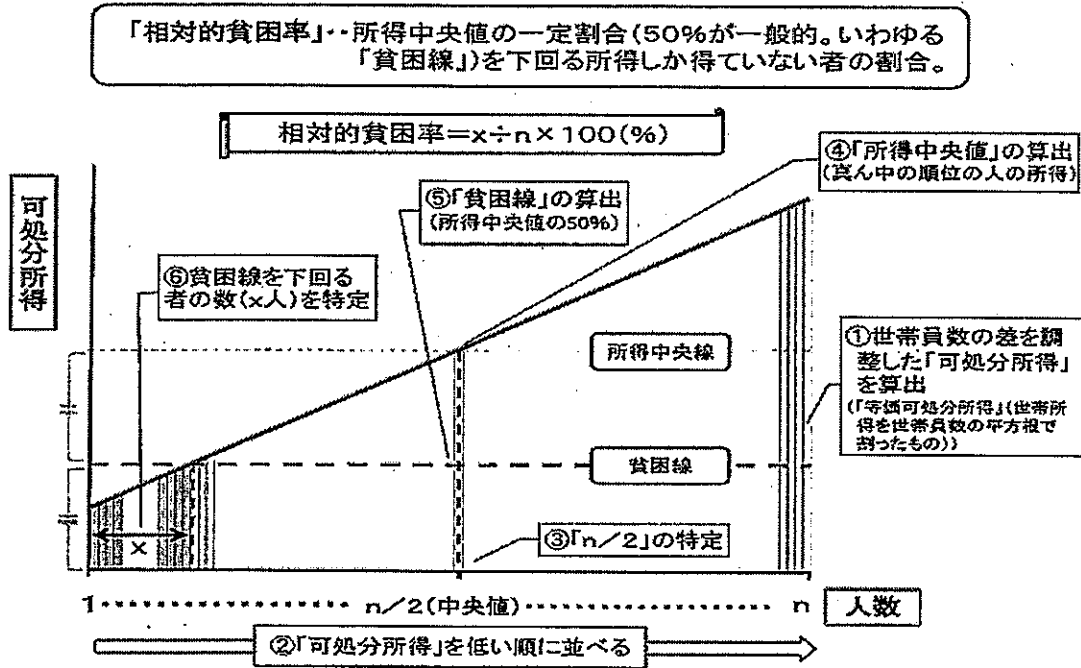 「相対的貧困率」･･所得中央値の一定割合(50%が一般的。いわゆる
「貧困線」)を下回る所得しか得ていない者の割合。
相対的貧困率=x÷n×100(%)
④「所得中央値」の算出
(真ん中の順位の人の所得)
⑤「貧困線」の算出
(所得中央値の50%)
可処分所得
⑥貧困線を下回る
者の数(x人)を特定
所得中央線
①世帯員数の差を調
整した「可処分所得」
を算出
(「等価可処分所得」(世帯所
得を世帯員数の平方根で
割ったもの))
貧困線
x
③「n/2」の特定
1 n/2(中央値) n 人数
②「可処分所得」を低い順に並べる